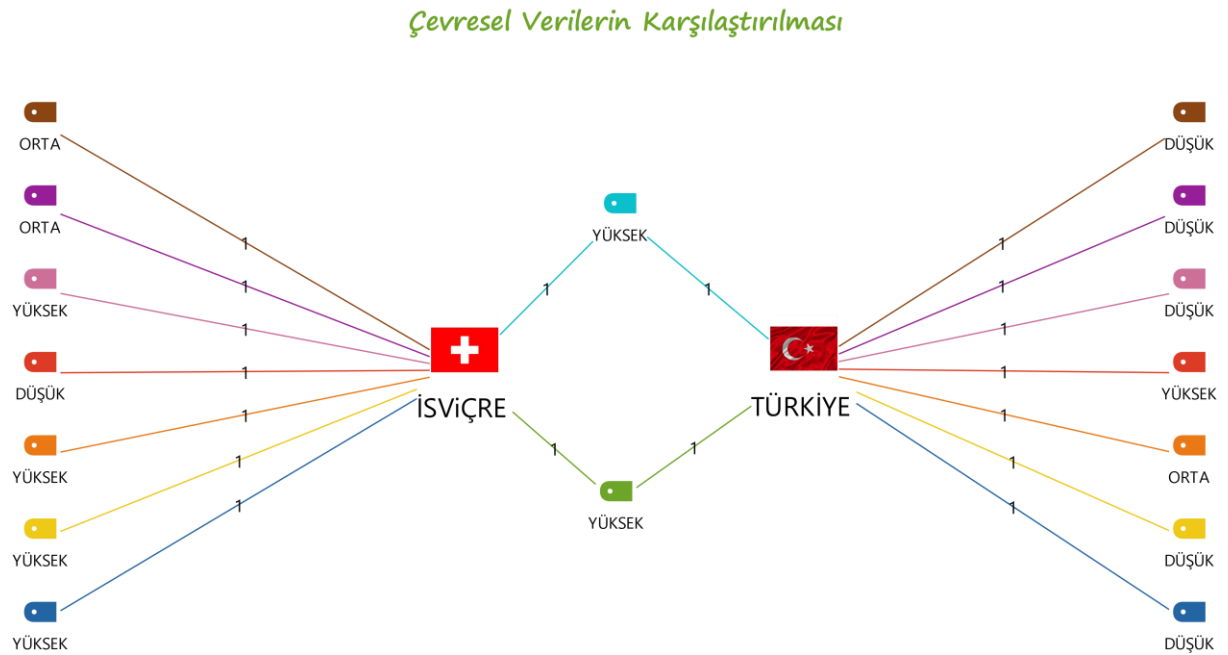 Çevresel Verilerin Karşılaştırılması
ORTA
ORTA
YÜKSEK
DÜŞÜK
YÜKSEK
YÜKSEK
YÜKSEK
1
1
1
1
1
1
1
İSViÇRE
YÜKSEK
1
1
1
1
YÜKSEK
TÜRKİYE
1
1
1
1
1
1
1
DÜŞÜK
DÜŞÜK
DÜŞÜK
YÜKSEK
ORTA
DÜŞÜK
DÜŞÜK